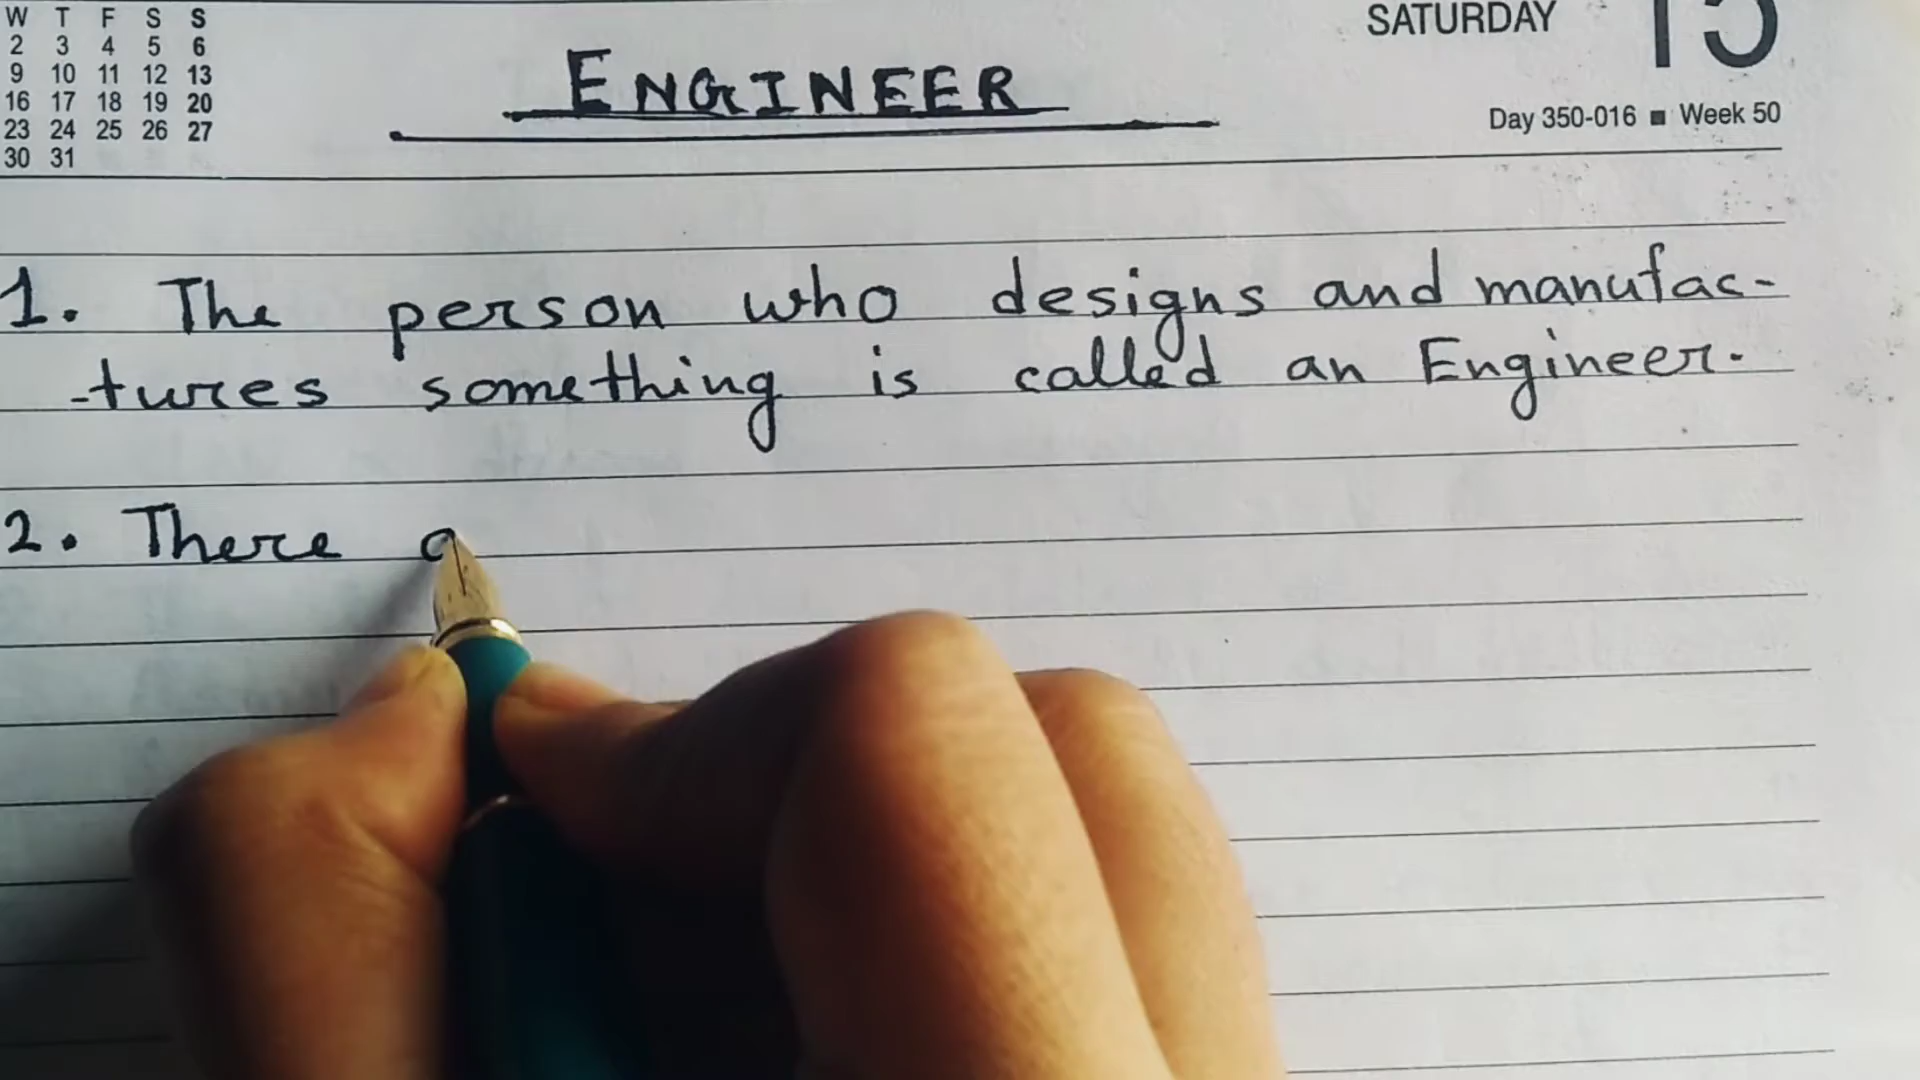 W T F S S
2 3 4 5 6
9 10 11 12 13
16 17 18 19 20
23 24 25 26 27
30 31
SATURDAY 15
Day 350-016 ■ Week 50
ENGINEER
1. The person who designs and manufac-
-tures something is called an Engineer.
2. There a